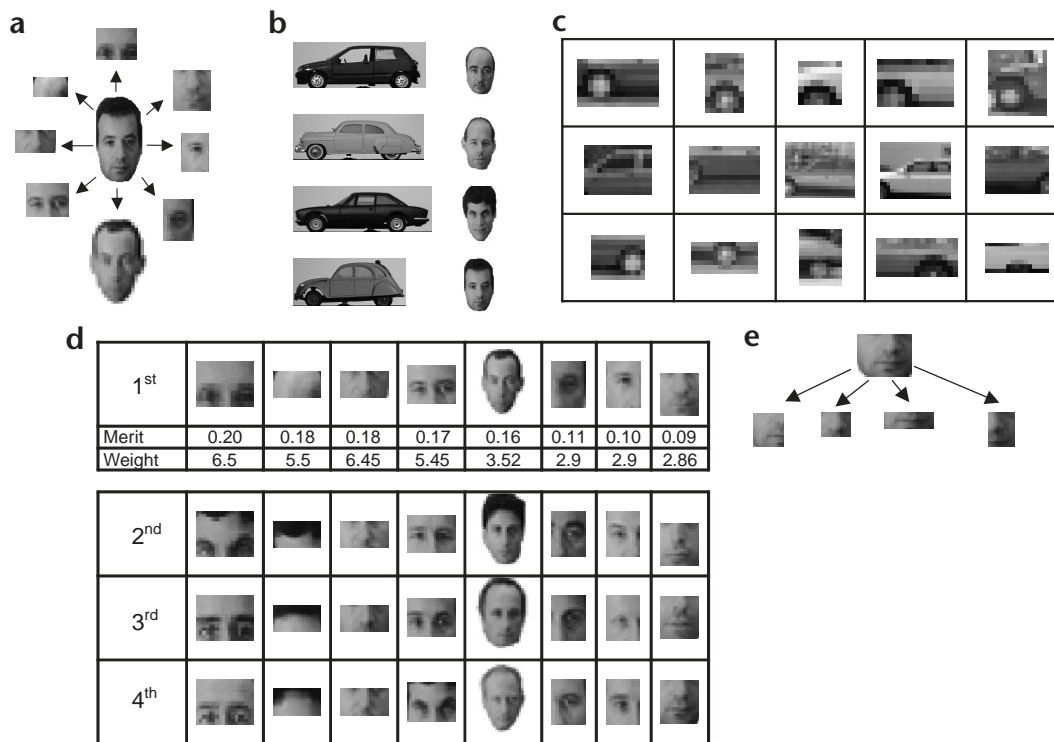 a
b
c
d
e
1st
Merit 0.20 0.18 0.18 0.17 0.16 0.11 0.10 0.09
Weight 6.5 5.5 6.45 5.45 3.52 2.9 2.9 2.86
2nd
3rd
4th